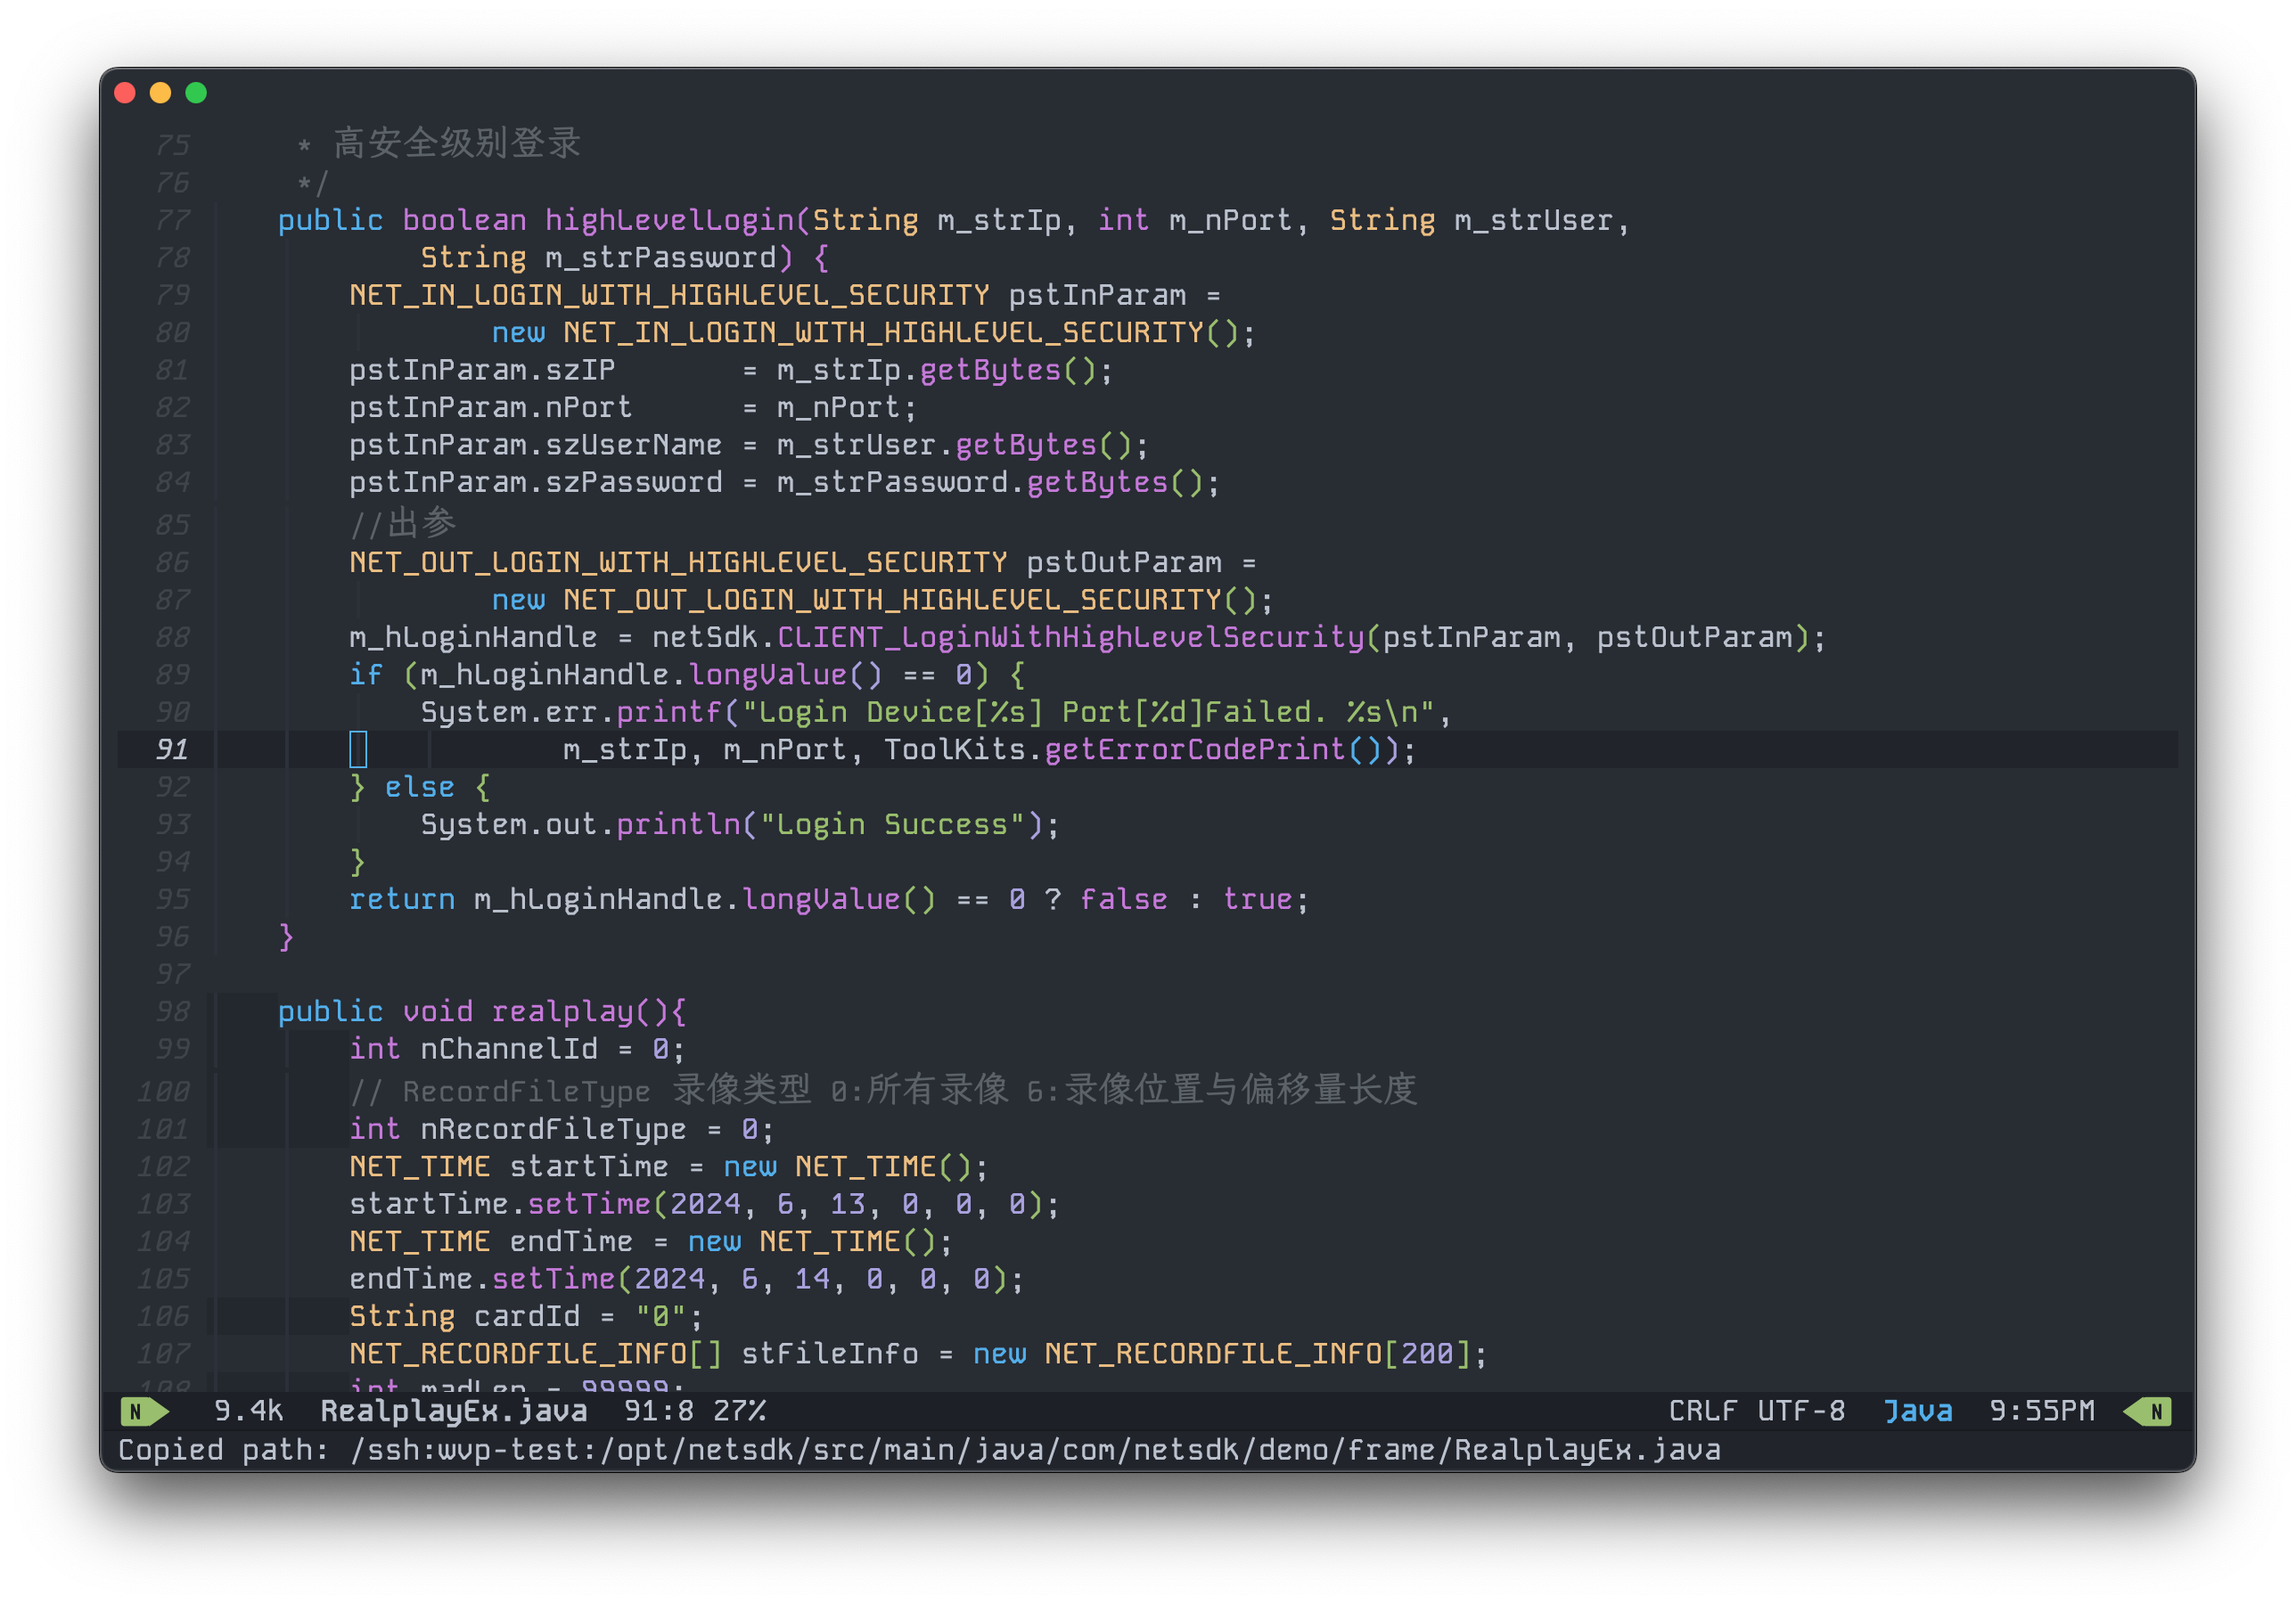 75 * 高安全级别登录
76 */
77 public boolean highLevelLogin(String m_strIp, int m_nPort, String m_strUser,
78 String m_strPassword) {
79 NET_IN_LOGIN_WITH_HIGHLEVEL_SECURITY pstInParam =
80 new NET_IN_LOGIN_WITH_HIGHLEVEL_SECURITY();
81 pstInParam.szIP = m_strIp.getBytes();
82 pstInParam.nPort = m_nPort;
83 pstInParam.szUserName = m_strUser.getBytes();
84 pstInParam.szPassword = m_strPassword.getBytes();
85 //出参
86 NET_OUT_LOGIN_WITH_HIGHLEVEL_SECURITY pstOutParam =
87 new NET_OUT_LOGIN_WITH_HIGHLEVEL_SECURITY();
88 m_hLoginHandle = netSdk.CLIENT_LoginWithHighLevelSecurity(pstInParam, pstOutParam);
89 if (m_hLoginHandle.longValue() == 0) {
90 System.err.printf("Login Device[%s] Port[%d]Failed. %s\n",
91 m_strIp, m_nPort, ToolKits.getErrorCodePrint());
92 } else {
93 System.out.println("Login Success");
94 }
95 return m_hLoginHandle.longValue() == 0 ? false : true;
96 }
97
98 public void realplay(){
99 int nChannelId = 0;
100 // RecordFileType 录像类型 0:所有录像 6:录像位置与偏移量长度
101 int nRecordFileType = 0;
102 NET_TIME startTime = new NET_TIME();
103 startTime.setTime(2024, 6, 13, 0, 0, 0);
104 NET_TIME endTime = new NET_TIME();
105 endTime.setTime(2024, 6, 14, 0, 0, 0);
106 String cardId = "0";
107 NET_RECORDFILE_INFO[] stFileInfo = new NET_RECORDFILE_INFO[200];
108 int = 99999;
N 9.4k RealplayEx.java 91:8 27% CRLF UTF-8 Java 9:55PM N
Copied path: /ssh:wvp-test:/opt/netsdk/src/main/java/com/netsdk/demo/frame/RealplayEx.java